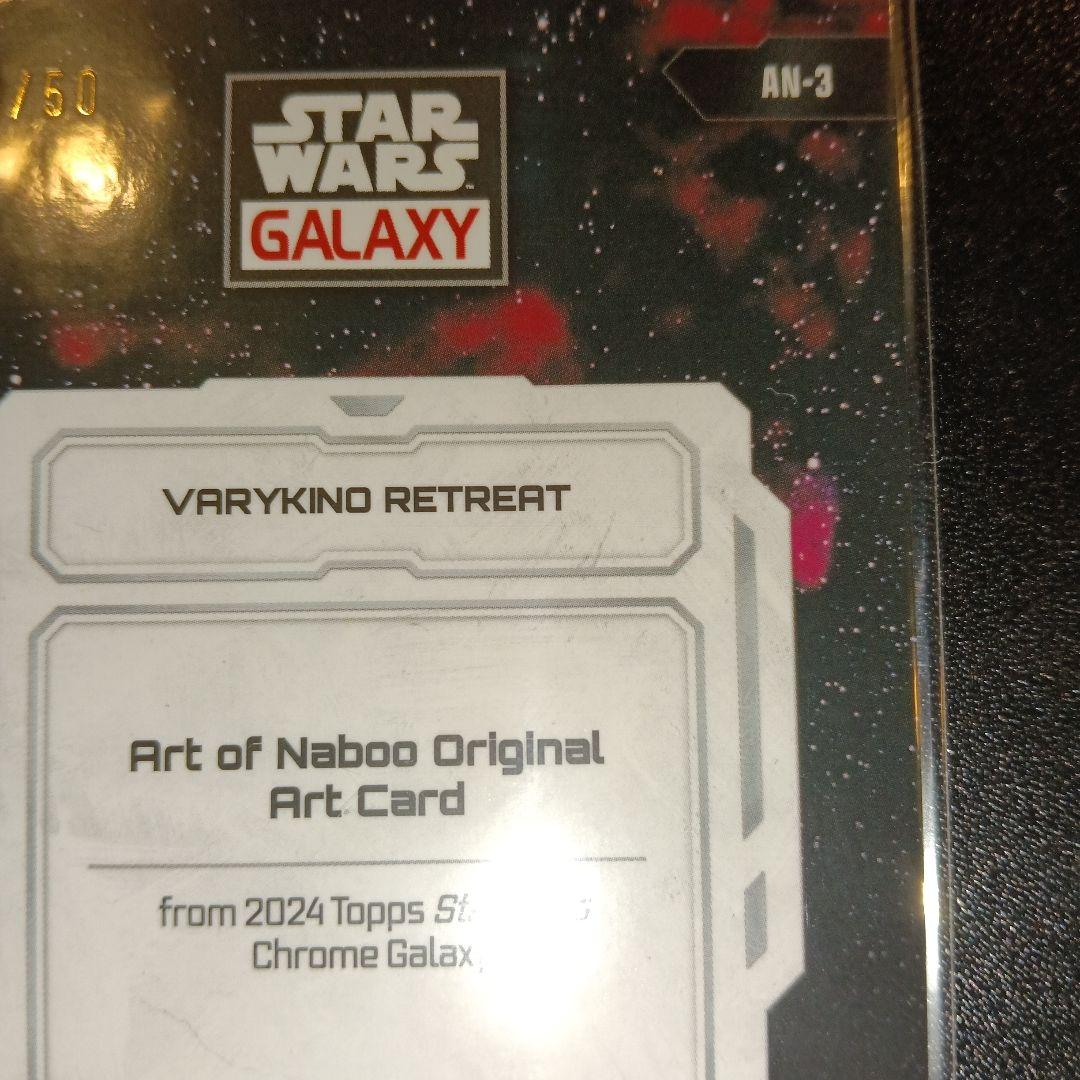 /50
AN-3
STAR
WARS
GALAXY
VARYKINO RETREAT
Art of Naboo Original
Art Card
from 2024 Topps
Chrome